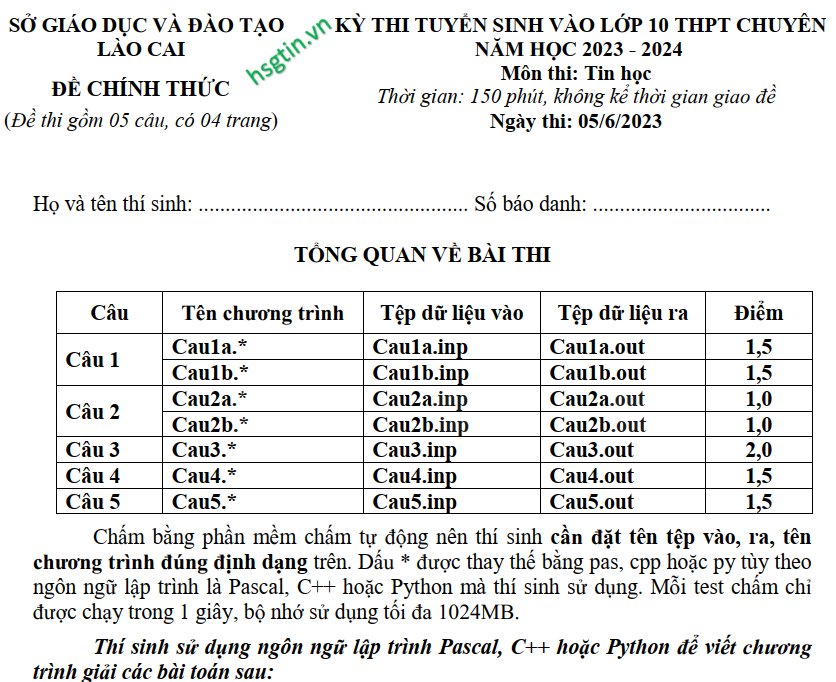 SỞ GIÁO DỤC VÀ ĐÀO TẠO
LÀO CAI
ĐỀ CHÍNH THỨC
(Đề thi gồm 05 câu, có 04 trang)
hsgtin.vn
KỲ THI TUYỂN SINH VÀO LỚP 10 THPT CHUYÊN
NĂM HỌC 2023 - 2024
Môn thi: Tin học
Thời gian: 150 phút, không kể thời gian giao đề
Ngày thi: 05/6/2023
Họ và tên thí sinh: .................................................. Số báo danh: .................................
TỔNG QUAN VỀ BÀI THI
Câu Tên chương trình Tệp dữ liệu vào Tệp dữ liệu ra Điểm
Câu 1 Cau1a.* Cau1a.inp Cau1a.out 1,5
Cau1b.* Cau1b.inp Cau1b.out 1,5
Câu 2 Cau2a.* Cau2a.inp Cau2a.out 1,0
Cau2b.* Cau2b.inp Cau2b.out 1,0
Câu 3 Cau3.* Cau3.inp Cau3.out 2,0
Câu 4 Cau4.* Cau4.inp Cau4.out 1,5
Câu 5 Cau5.* Cau5.inp Cau5.out 1,5
Chấm bằng phần mềm chấm tự động nên thí sinh cần đặt tên tệp vào, ra, tên
chương trình đúng định dạng trên. Dấu * được thay thế bằng pas, cpp hoặc py tùy theo
ngôn ngữ lập trình là Pascal, C++ hoặc Python mà thí sinh sử dụng. Mỗi test chấm chỉ
được chạy trong 1 giây, bộ nhớ sử dụng tối đa 1024MB.
Thí sinh sử dụng ngôn ngữ lập trình Pascal, C++ hoặc Python để viết chương
trình giải các bài toán sau: